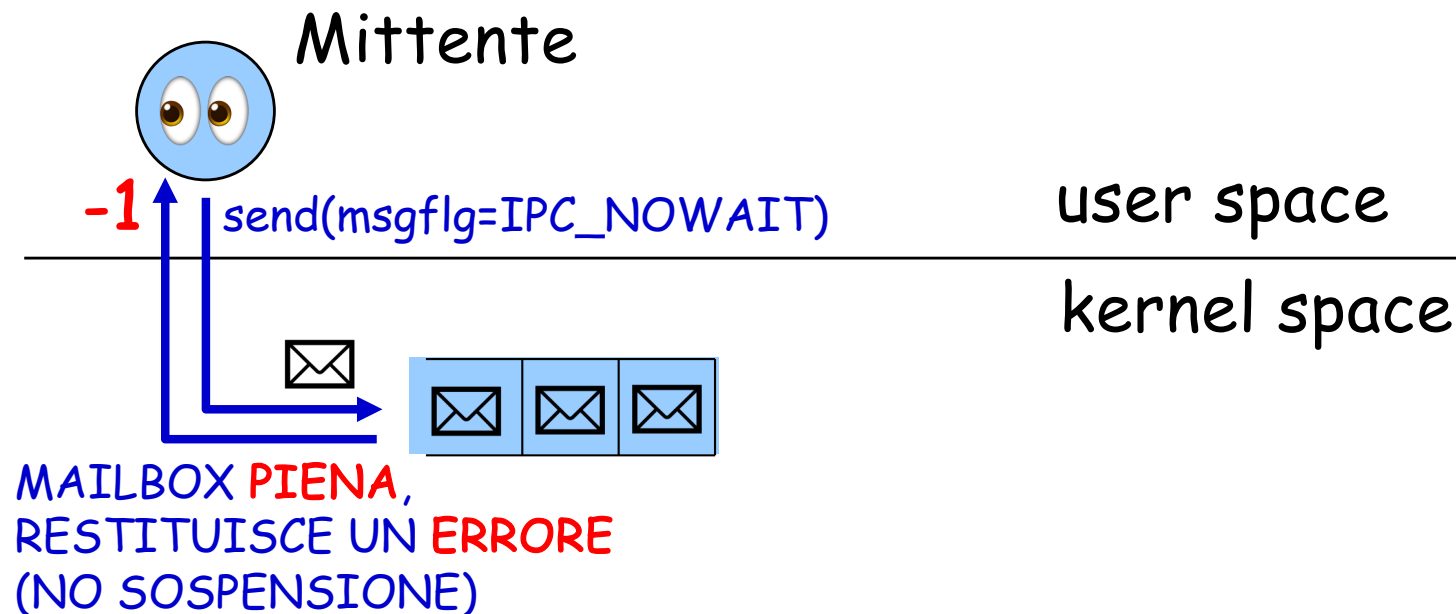 Mittente
-1
send(msgflg=IPC_NOWAIT)
user space
kernel space
MAILBOX PIENA,
RESTITUISCE UN ERRORE
(NO SOSPENSIONE)